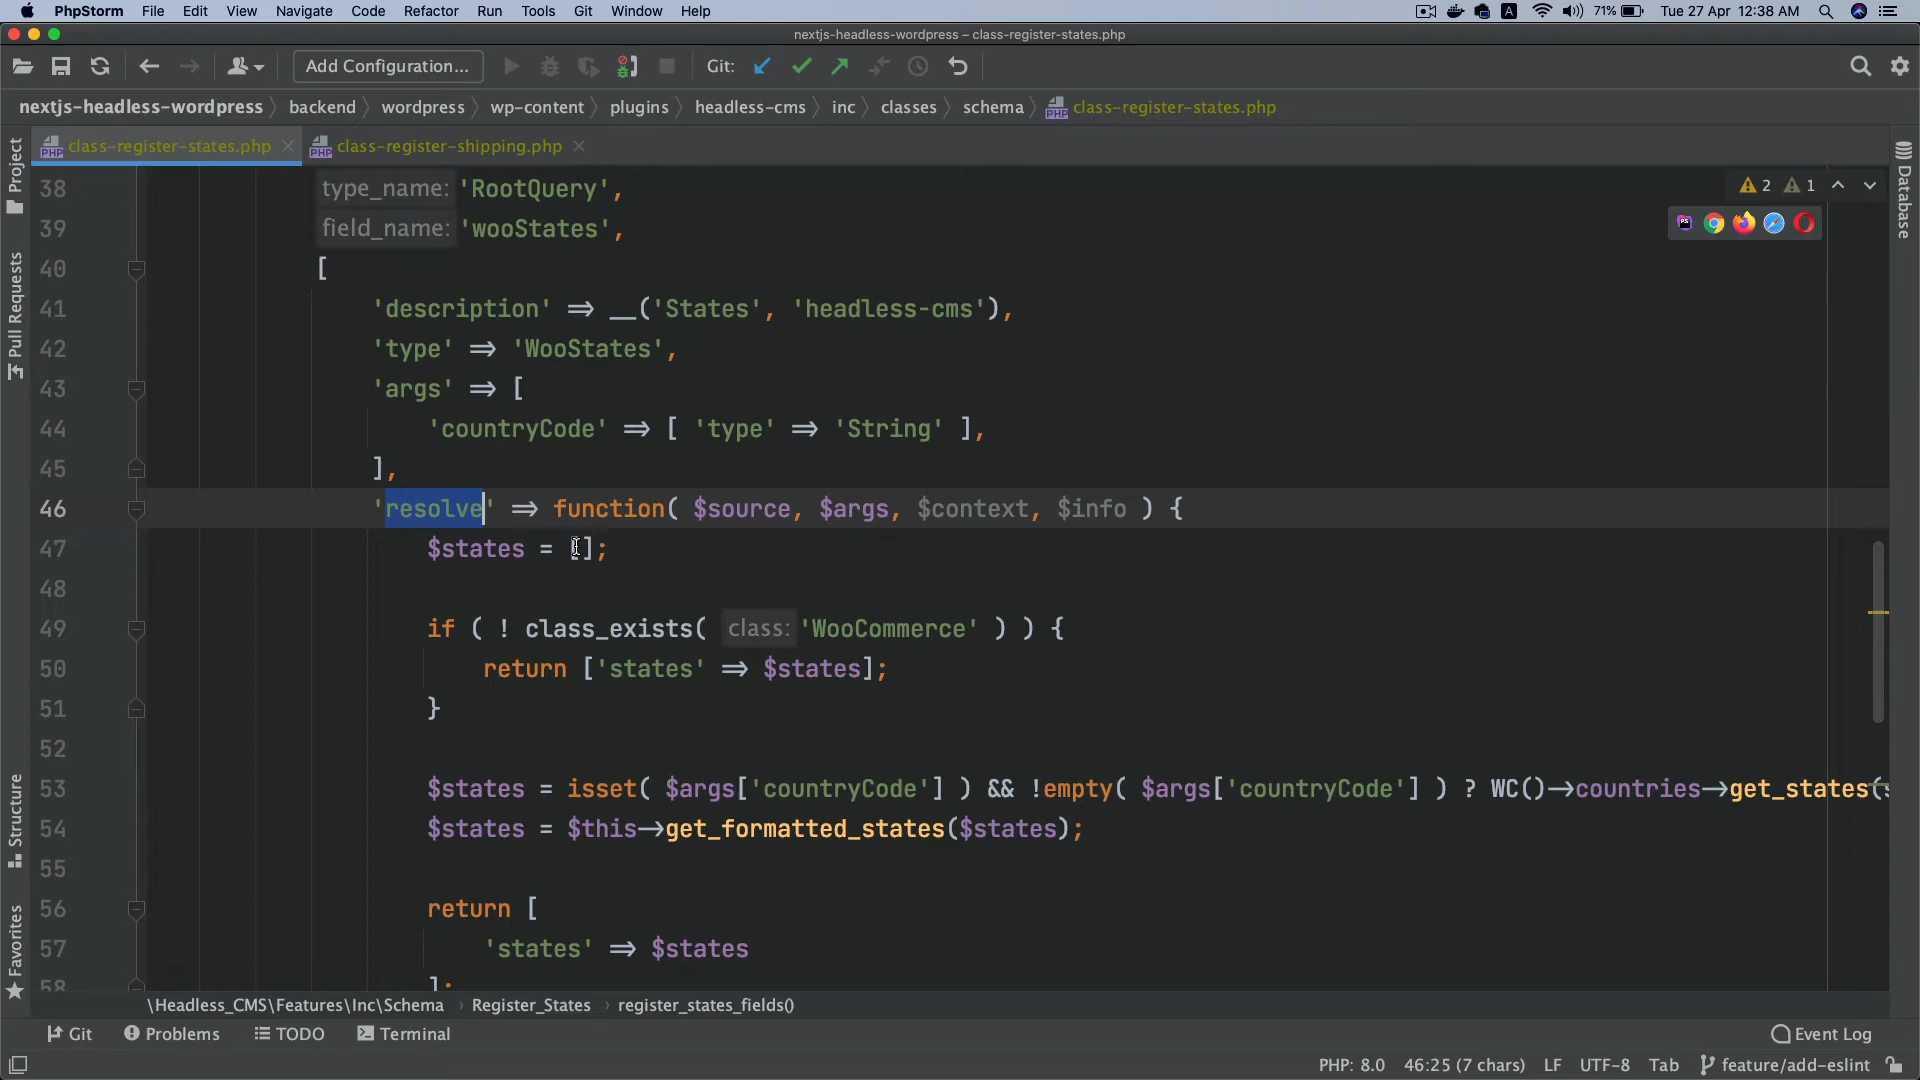 PhpStorm File Edit View Navigate Code Refactor Run Tools Git Window Help A 71% Tue 27 Apr 12:38 AM
nextjs-headless-wordpress – class-register-states.php
Add Configuration... Git:
nextjs-headless-wordpress backend wordpress wp-content plugins headless-cms inc classes schema class-register-states.php
class-register-states.php class-register-shipping.php
Project
Pull Requests
Structure
Favorites
Database
2 1
38 type_name: 'RootQuery',
39 field_name: 'wooStates',
40 [
41 'description' => __('States', 'headless-cms'),
42 'type' => 'WooStates',
43 'args' => [
44 'countryCode' => [ 'type' => 'String' ],
45 ],
46 'resolve' => function( $source, $args, $context, $info ) {
47 $states = [];
48
49 if ( ! class_exists( class: 'WooCommerce' ) ) {
50 return ['states' => $states];
51 }
52
53 $states = isset( $args['countryCode'] ) && !empty( $args['countryCode'] ) ? WC()->countries->get_states(
54 $states = $this->get_formatted_states($states);
55
56 return [
57 'states' => $states
58 ];
\Headless_CMS\Features\Inc\Schema Register_States register_states_fields()
Git Problems TODO Terminal Event Log
PHP: 8.0 46:25 (7 chars) LF UTF-8 Tab feature/add-eslint